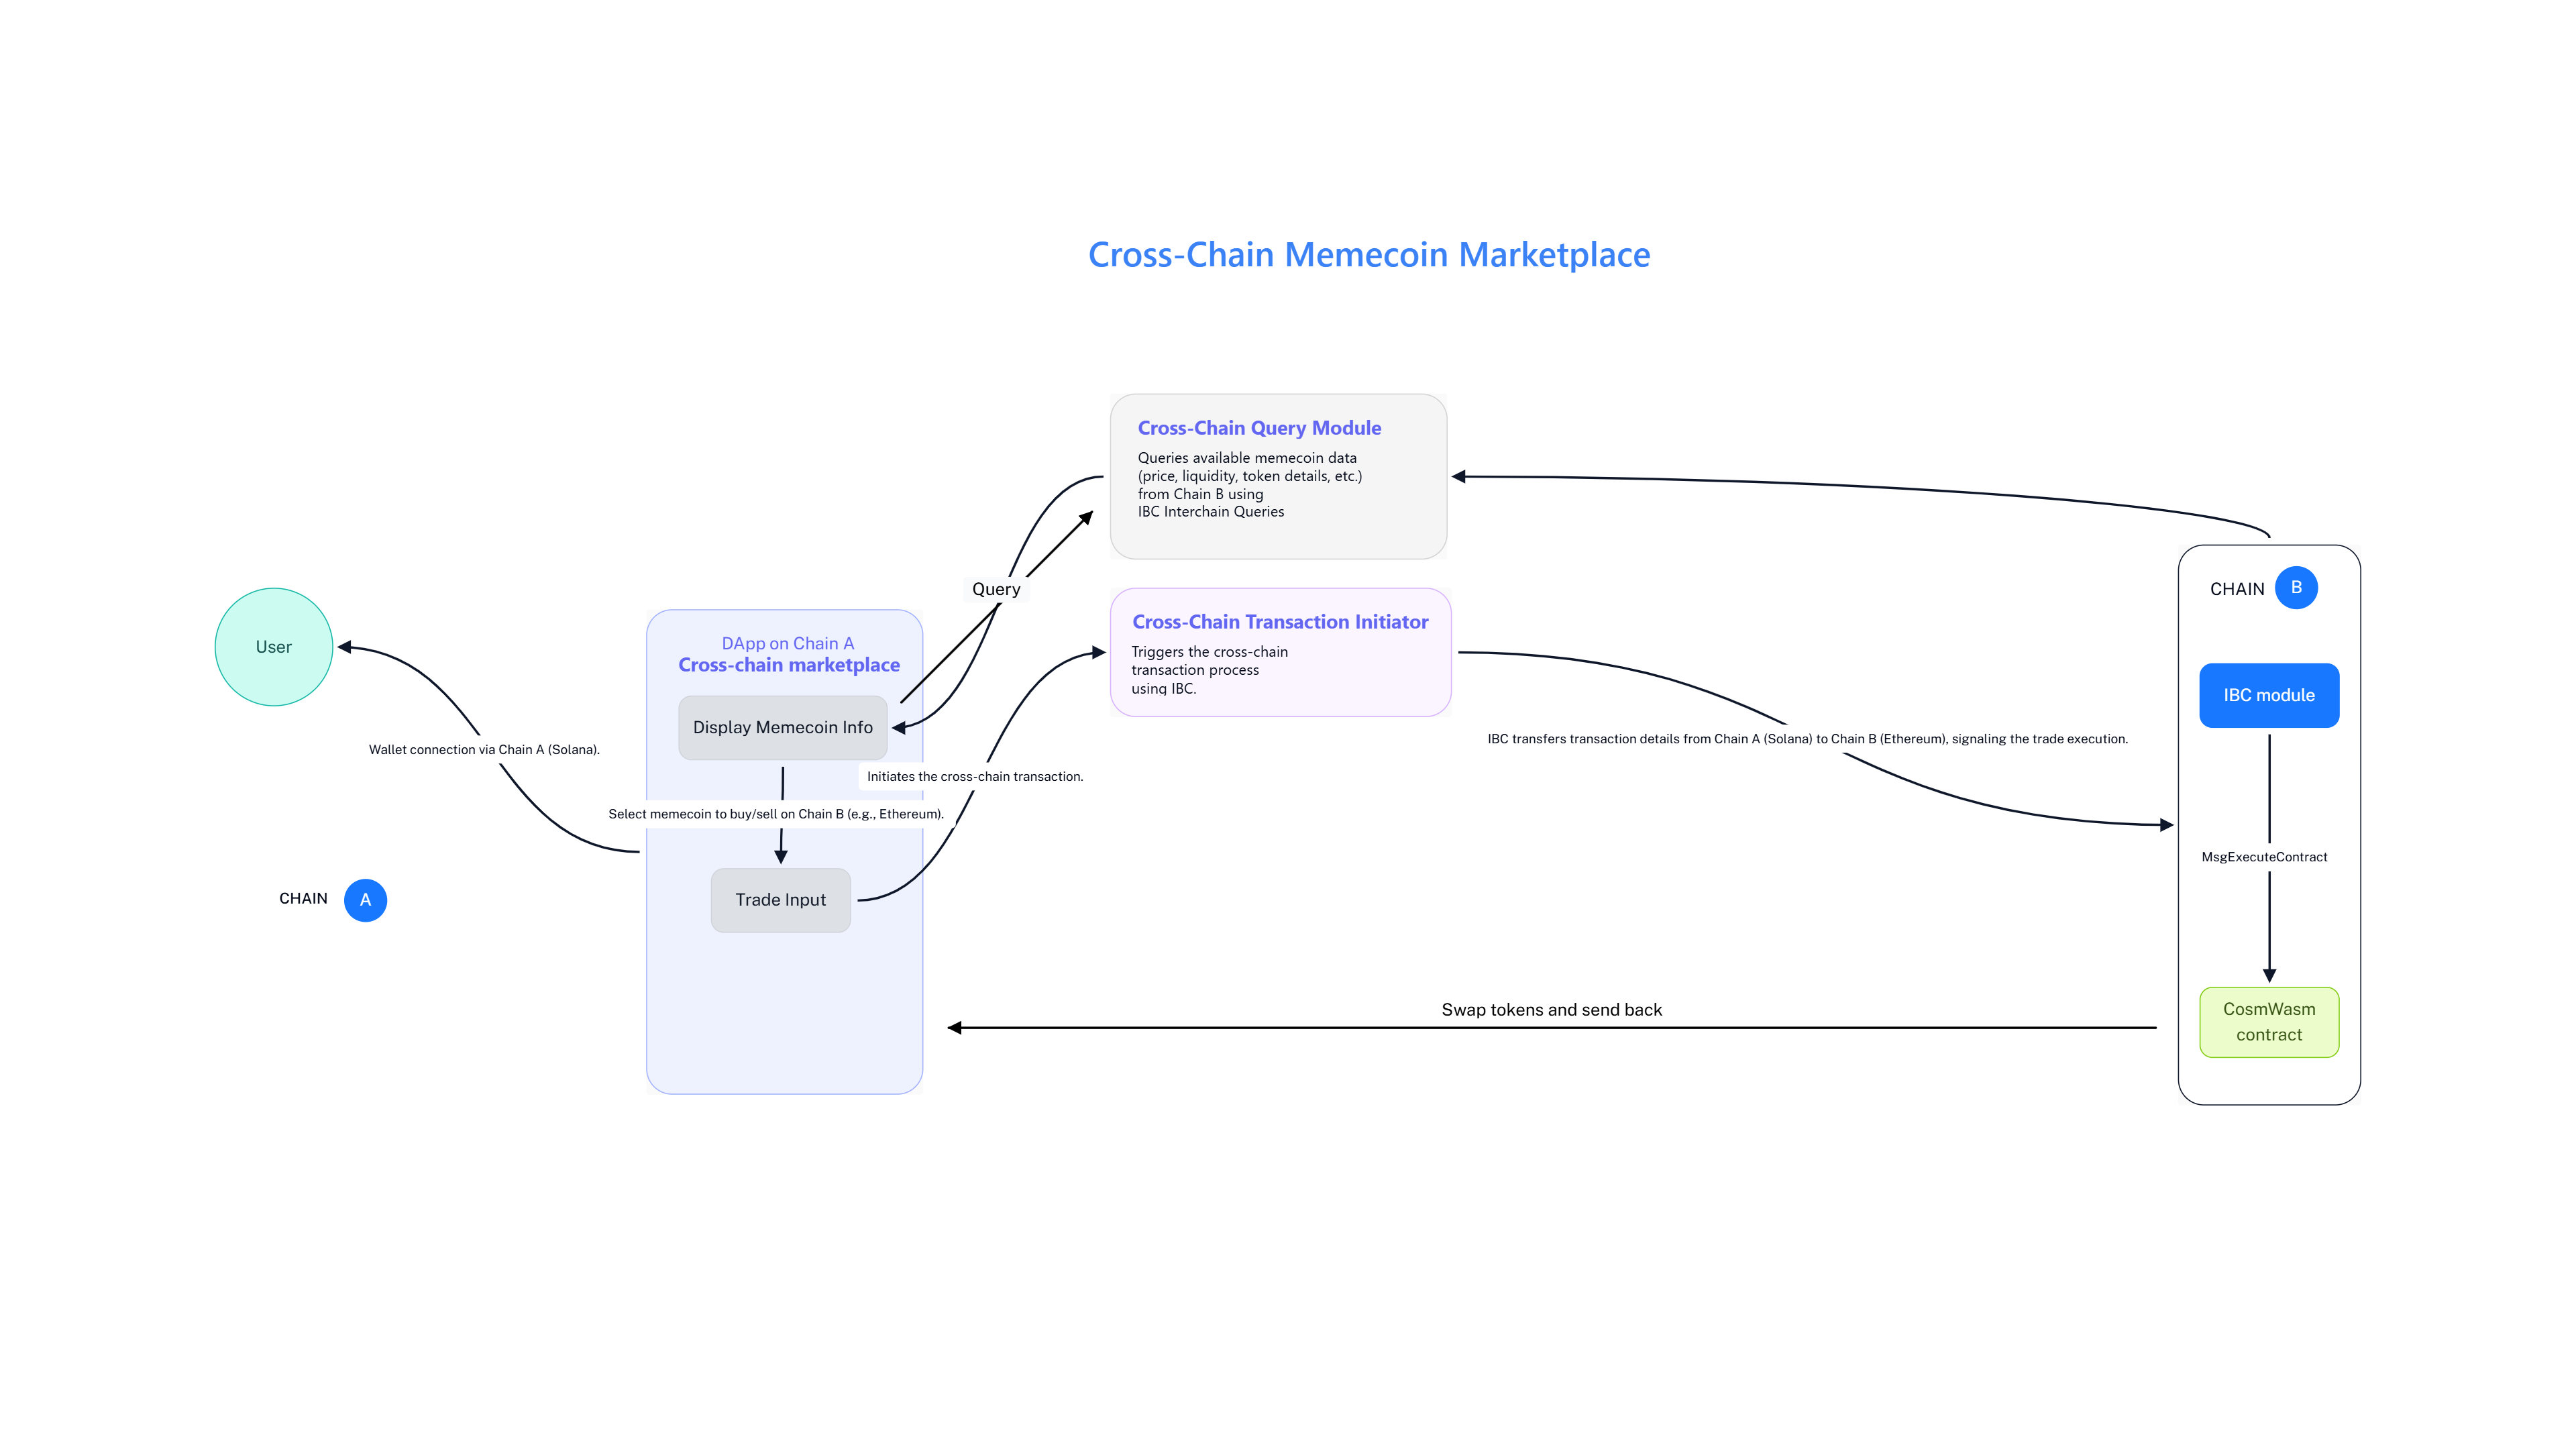 Cross-Chain Memecoin Marketplace
Cross-Chain Query Module
Queries available memecoin data
(price, liquidity, token details, etc.)
from Chain B using
IBC Interchain Queries
Query
CHAIN B
Cross-Chain Transaction Initiator
Triggers the cross-chain
transaction process
using IBC.
User
DApp on Chain A
Cross-chain marketplace
Display Memecoin Info
IBC module
Wallet connection via Chain A (Solana).
IBC transfers transaction details from Chain A (Solana) to Chain B (Ethereum), signaling the trade execution.
Initiates the cross-chain transaction.
Select memecoin to buy/sell on Chain B (e.g., Ethereum).
MsgExecuteContract
CHAIN A
Trade Input
Swap tokens and send back
CosmWasm
contract